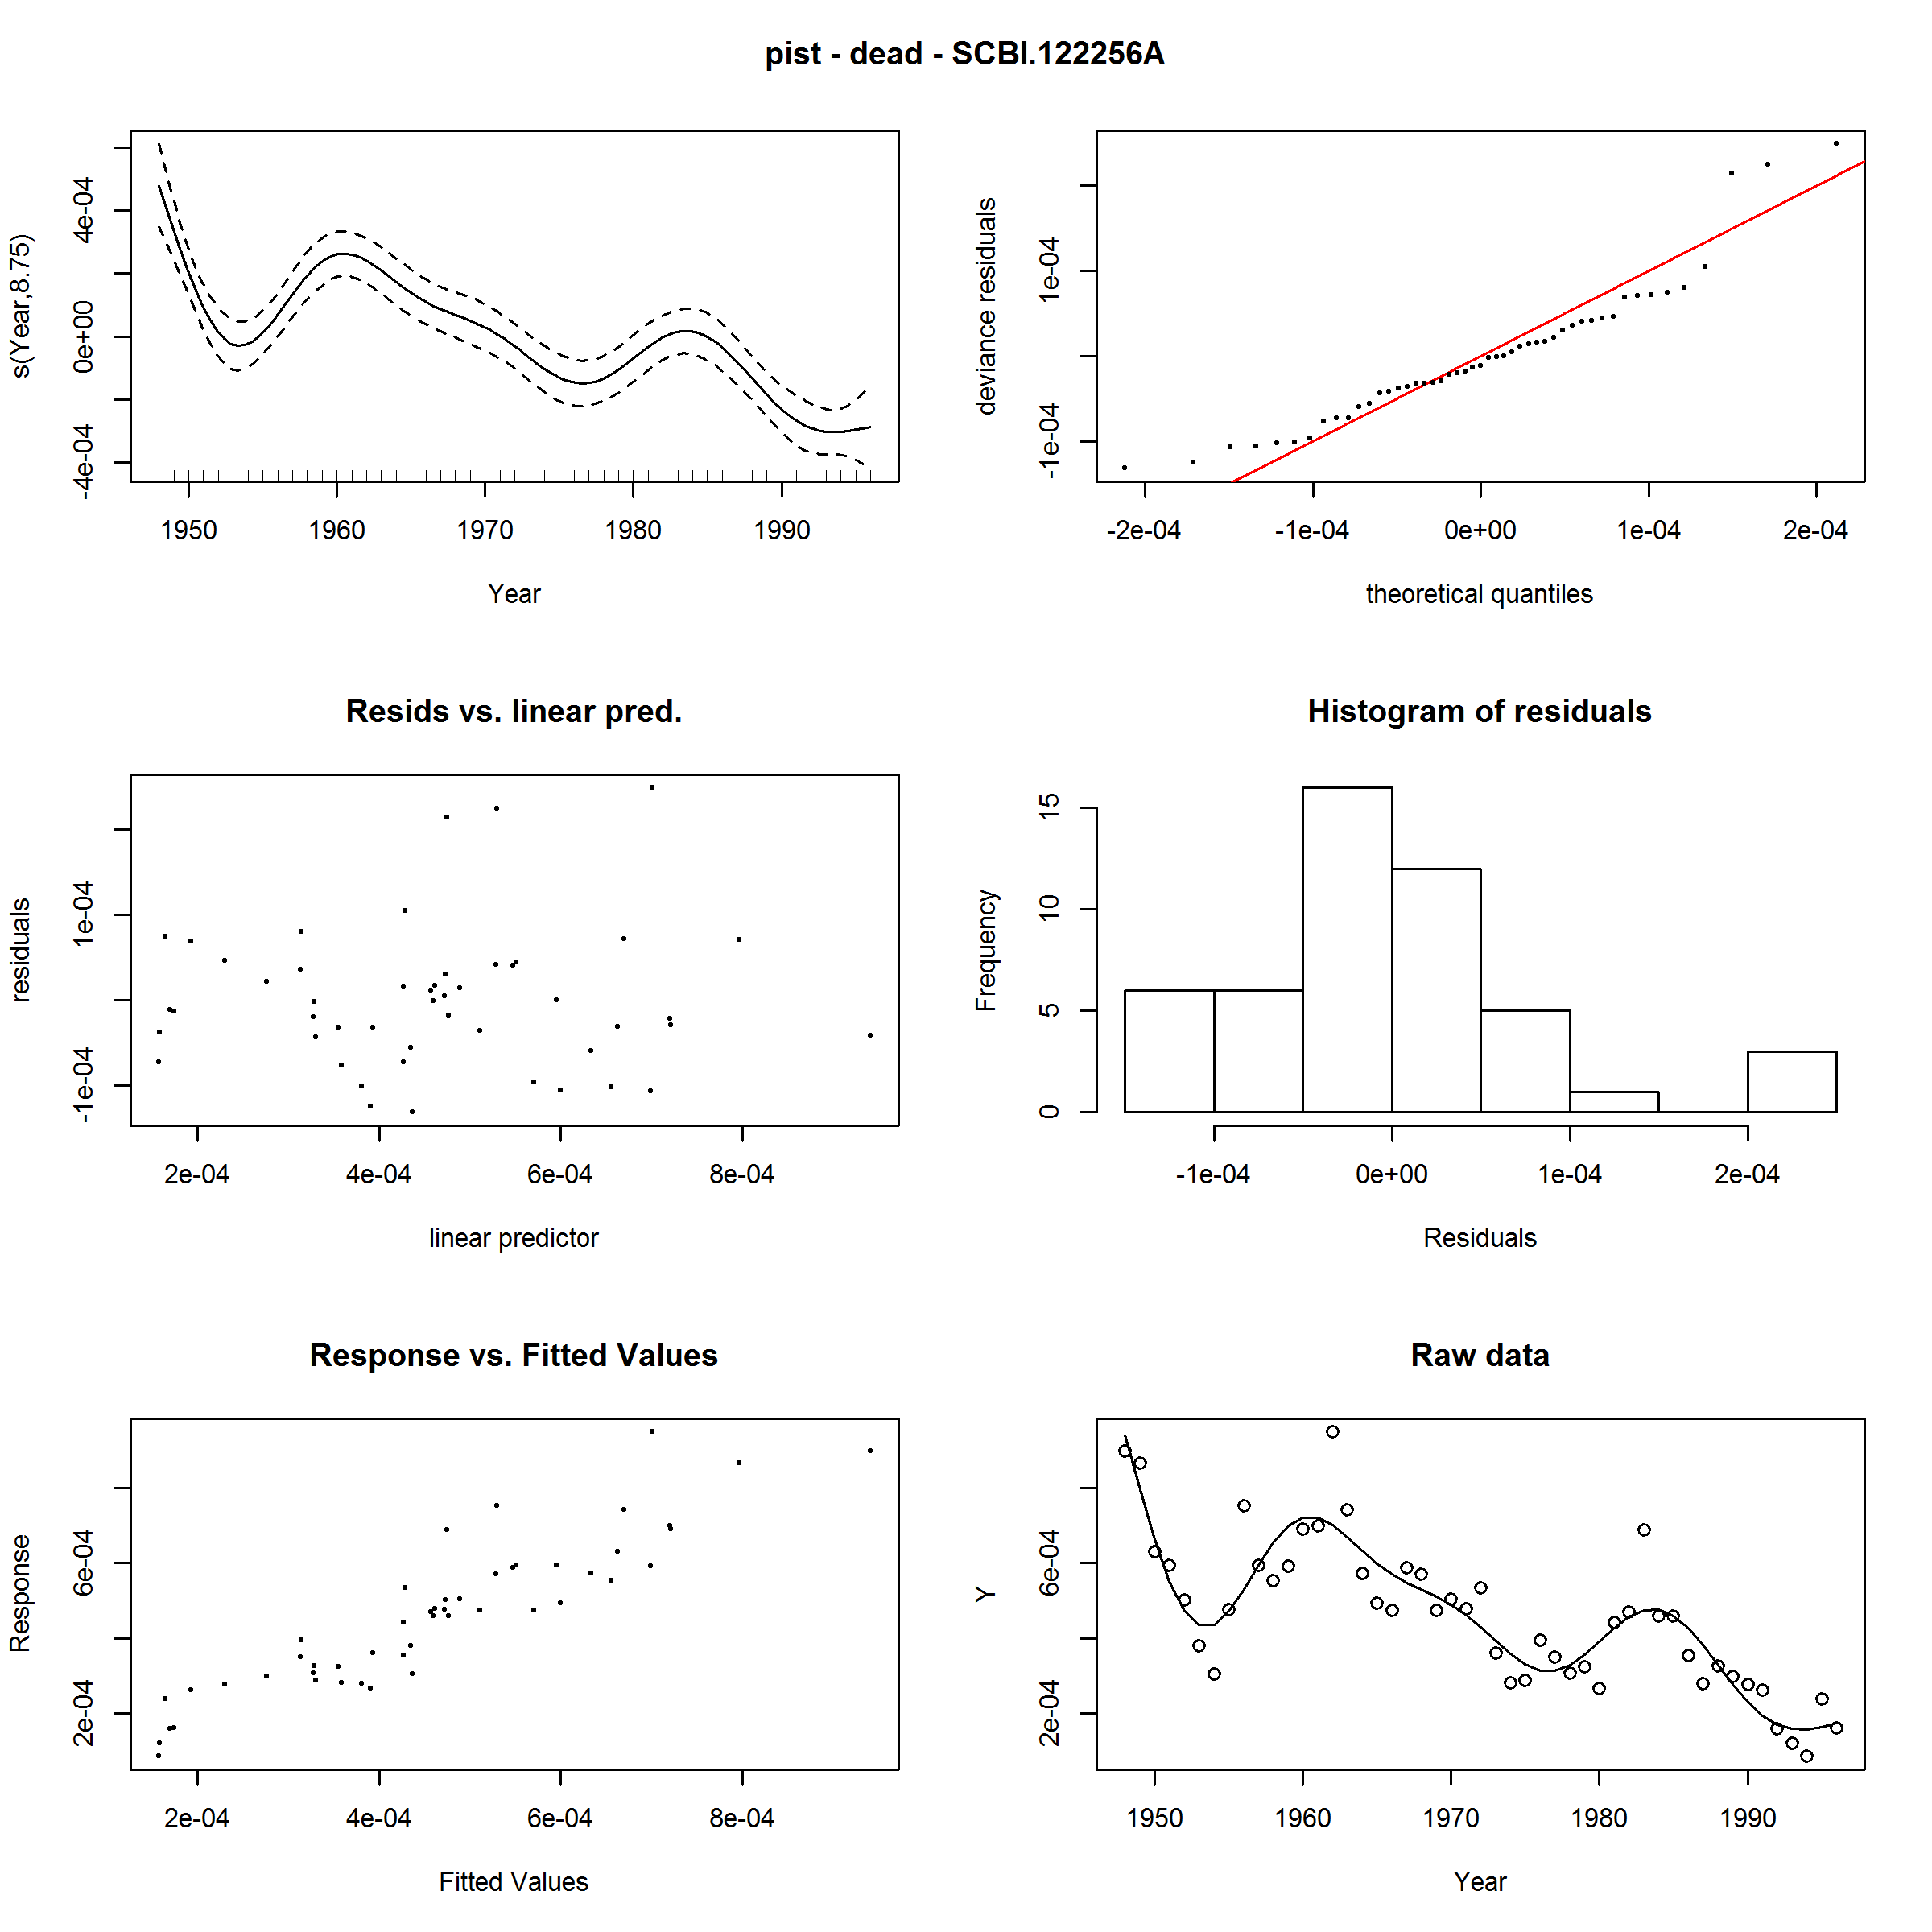 pist - dead - SCBI.122256A
s(Year,8.75)
-4e-04 0e+00 4e-04
1950 1960 1970 1980 1990
Year
deviance residuals
-1e-04 1e-04
-2e-04 -1e-04 0e+00 1e-04 2e-04
theoretical quantiles
Resids vs. linear pred.
residuals
-1e-04 1e-04
2e-04 4e-04 6e-04 8e-04
linear predictor
Histogram of residuals
Frequency
0 5 10 15
-1e-04 0e+00 1e-04 2e-04
Residuals
Response vs. Fitted Values
Response
2e-04 6e-04
2e-04 4e-04 6e-04 8e-04
Fitted Values
Raw data
Y
2e-04 6e-04
1950 1960 1970 1980 1990
Year